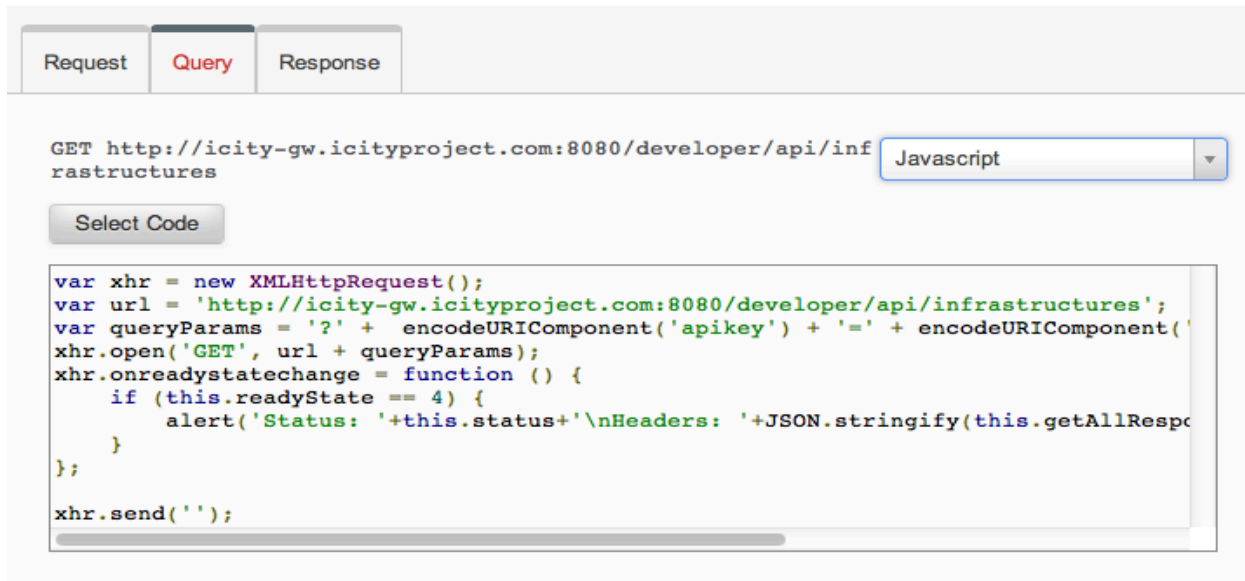 Request Query Response
GET http://icity-gw.icityproject.com:8080/developer/api/inf
rastructures
Javascript
Select Code
var xhr = new XMLHttpRequest();
var url = 'http://icity-gw.icityproject.com:8080/developer/api/infrastructures';
var queryParams = '?' +  encodeURIComponent('apikey') + '=' + encodeURIComponent('
xhr.open('GET', url + queryParams);
xhr.onreadystatechange = function () {
    if (this.readyState == 4) {
        alert('Status: '+this.status+'\nHeaders: '+JSON.stringify(this.getAllRespo
    }
};
xhr.send('');